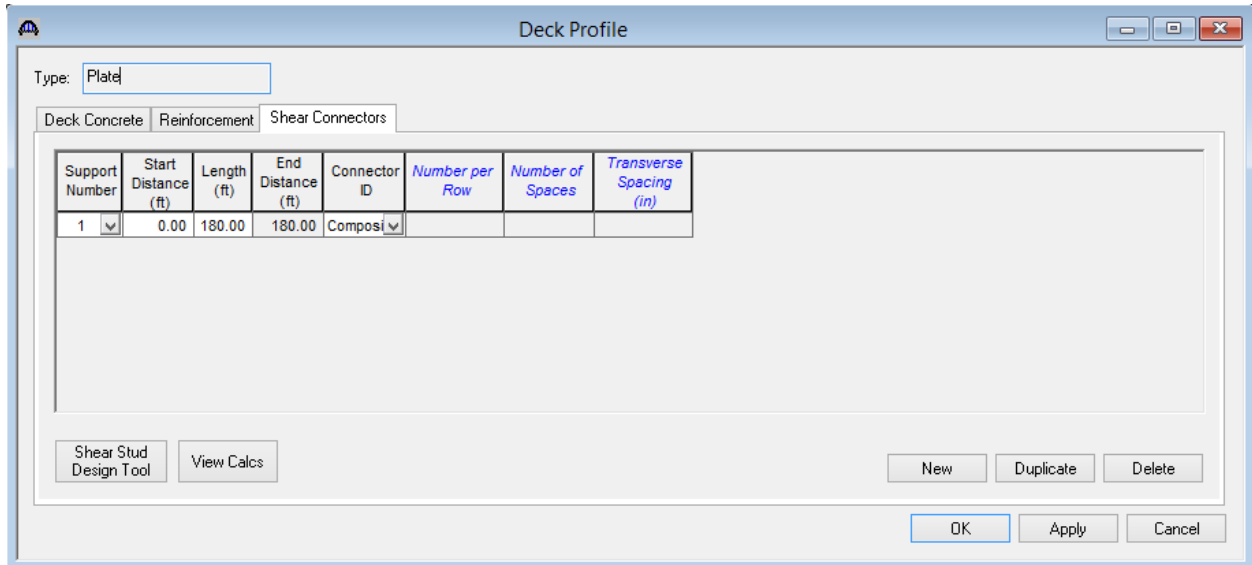 Deck Profile
Type: Plate
Deck Concrete Reinforcement Shear Connectors
Support Number Start Distance (ft) Length (ft) End Distance (ft) Connector ID Number per Row Number of Spaces Transverse Spacing (in)
1 0.00 180.00 180.00 Composi
Shear Stud Design Tool View Calcs New Duplicate Delete
OK Apply Cancel